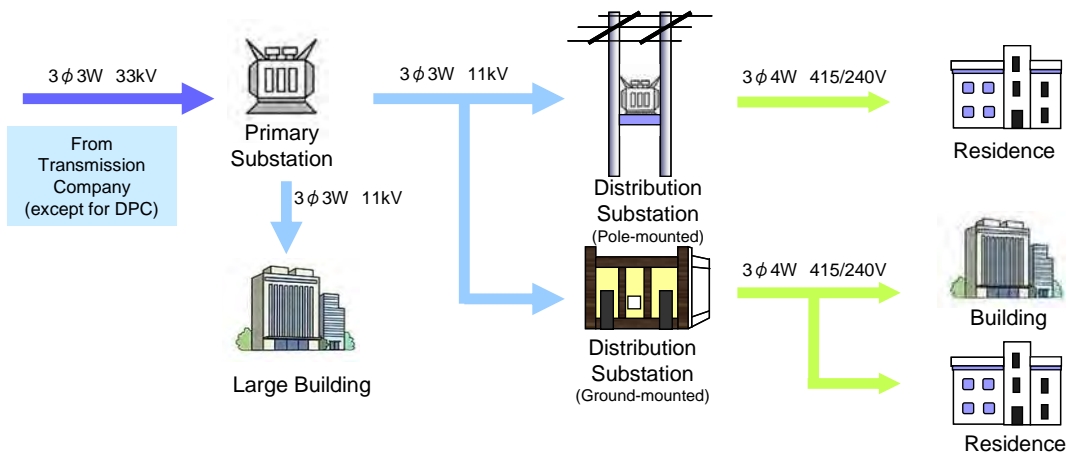 3φ3W 33kV
From
Transmission
Company
(except for DPC)
Primary
Substation
3φ3W 11kV
Large Building
3φ3W 11kV
Distribution
Substation
(Pole-mounted)
Distribution
Substation
(Ground-mounted)
3φ4W 415/240V
Residence
3φ4W 415/240V
Building
Residence